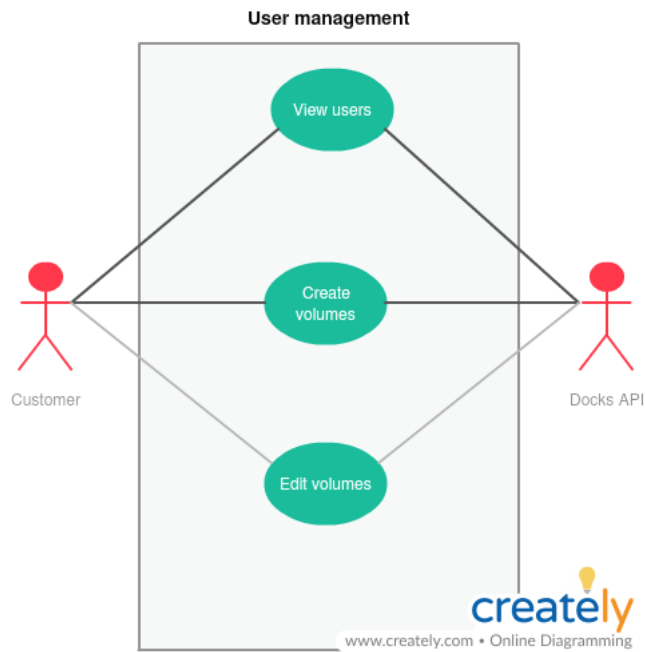 User management
View users
Create
volumes
Customer
Docks API
Edit volumes
creately
www.creately.com • Online Diagramming